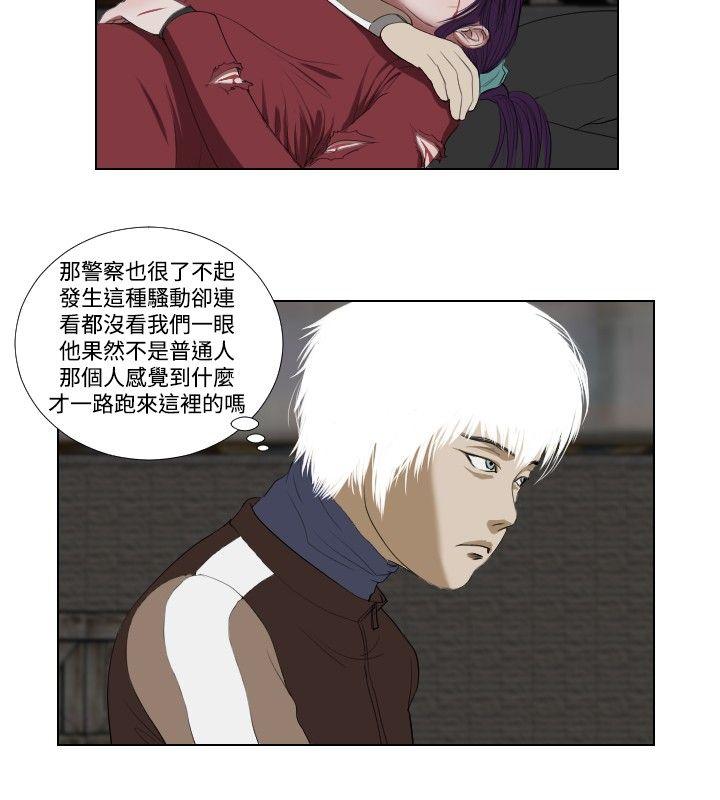 那警察也很了不起
發生這種騷動卻連
看都沒看我們一眼
他果然不是普通人
那個人感覺到什麼
才一路跑來這裡的嗎